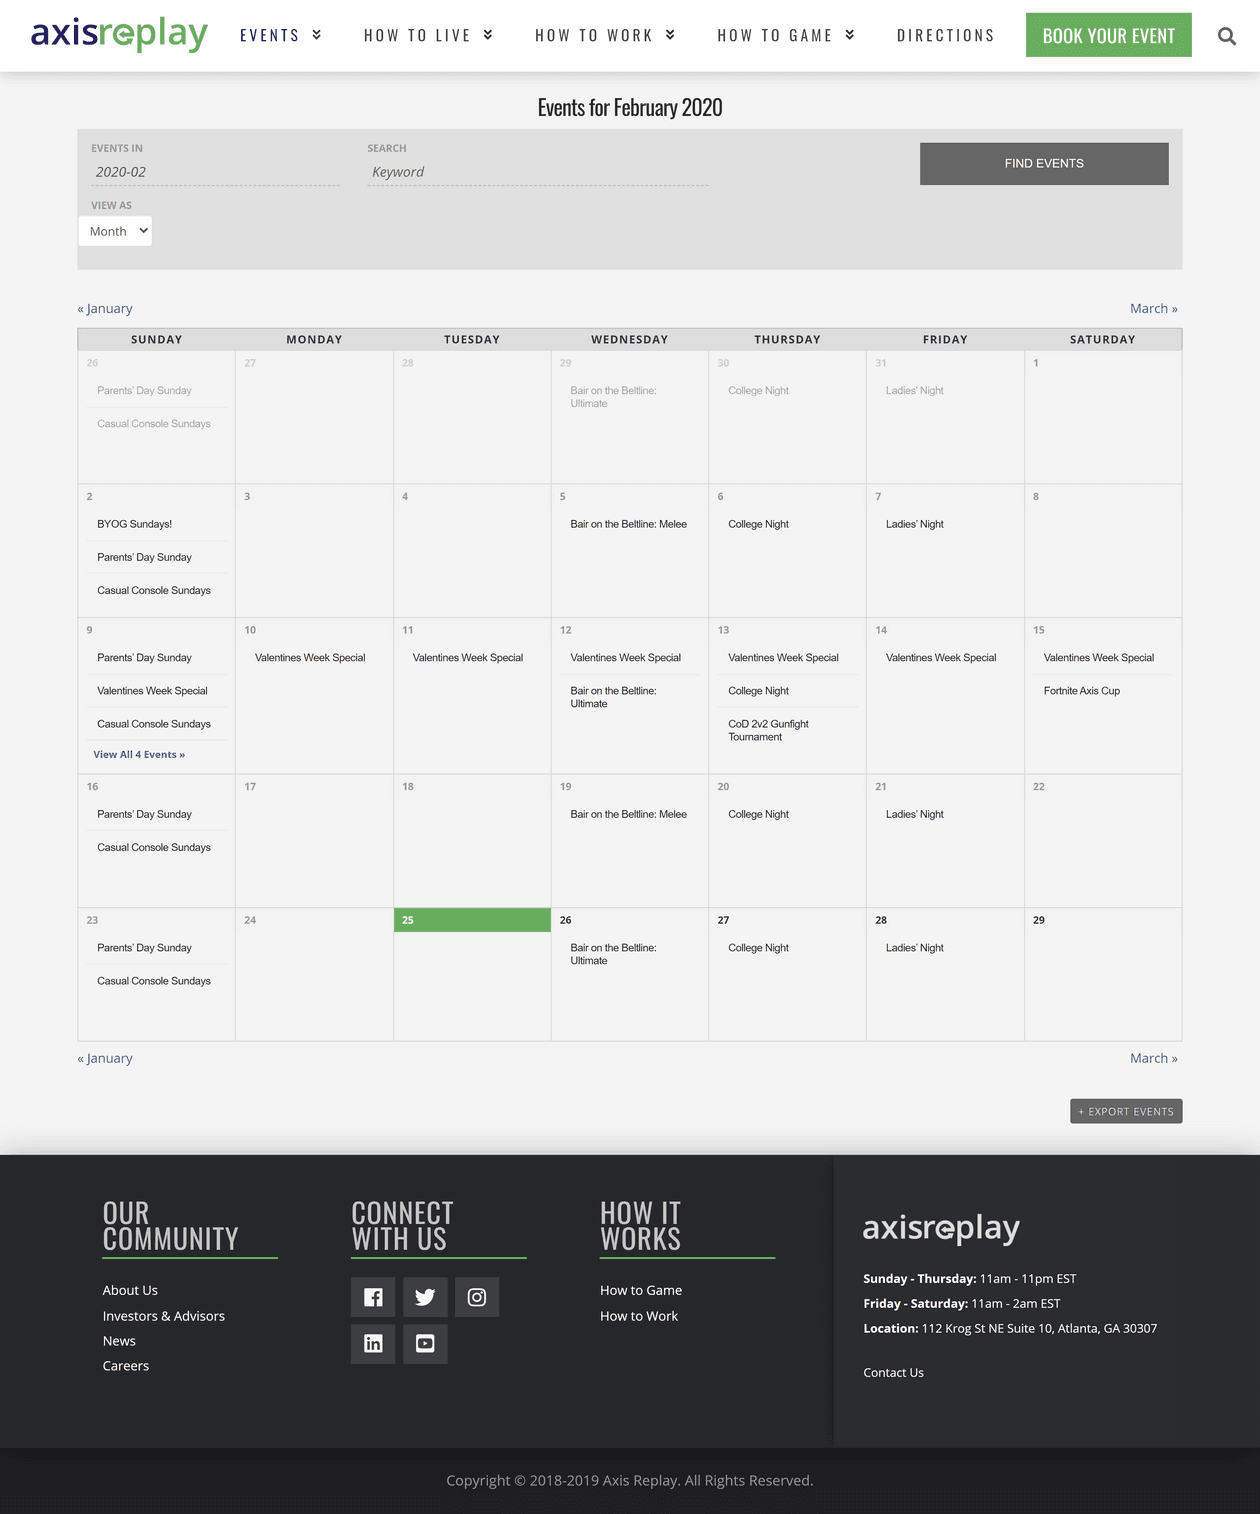 axisreplay
EVENTS
HOW TO LIVE
HOW TO WORK
HOW TO GAME
DIRECTIONS
BOOK YOUR EVENT
Events for February 2020
EVENTS IN
2020-02
SEARCH
Keyword
FIND EVENTS
VIEW AS
Month
« January
March »
SUNDAY MONDAY TUESDAY WEDNESDAY THURSDAY FRIDAY SATURDAY
26
Parents' Day Sunday
Casual Console Sundays
27
28
29
Bair on the Beltline:
Ultimate
30
College Night
31
Ladies' Night
1
2
BYOG Sundays!
Parents' Day Sunday
Casual Console Sundays
3
4
5
Bair on the Beltline: Melee
6
College Night
7
Ladies' Night
8
9
Parents' Day Sunday
Valentines Week Special
Casual Console Sundays
View All 4 Events »
10
Valentines Week Special
11
Valentines Week Special
12
Valentines Week Special
Bair on the Beltline:
Ultimate
13
Valentines Week Special
College Night
CoD 2v2 Gunfight
Tournament
14
Valentines Week Special
15
Valentines Week Special
Fortnite Axis Cup
16
Parents' Day Sunday
Casual Console Sundays
17
18
19
Bair on the Beltline: Melee
20
College Night
21
Ladies' Night
22
23
Parents' Day Sunday
Casual Console Sundays
24
25
26
Bair on the Beltline:
Ultimate
27
College Night
28
Ladies' Night
29
« January
March »
+ EXPORT EVENTS
OUR
COMMUNITY
About Us
Investors & Advisors
News
Careers
CONNECT
WITH US
HOW IT
WORKS
How to Game
How to Work
axisreplay
Sunday - Thursday: 11am - 11pm EST
Friday - Saturday: 11am - 2am EST
Location: 112 Krog St NE Suite 10, Atlanta, GA 30307
Contact Us
Copyright © 2018-2019 Axis Replay. All Rights Reserved.